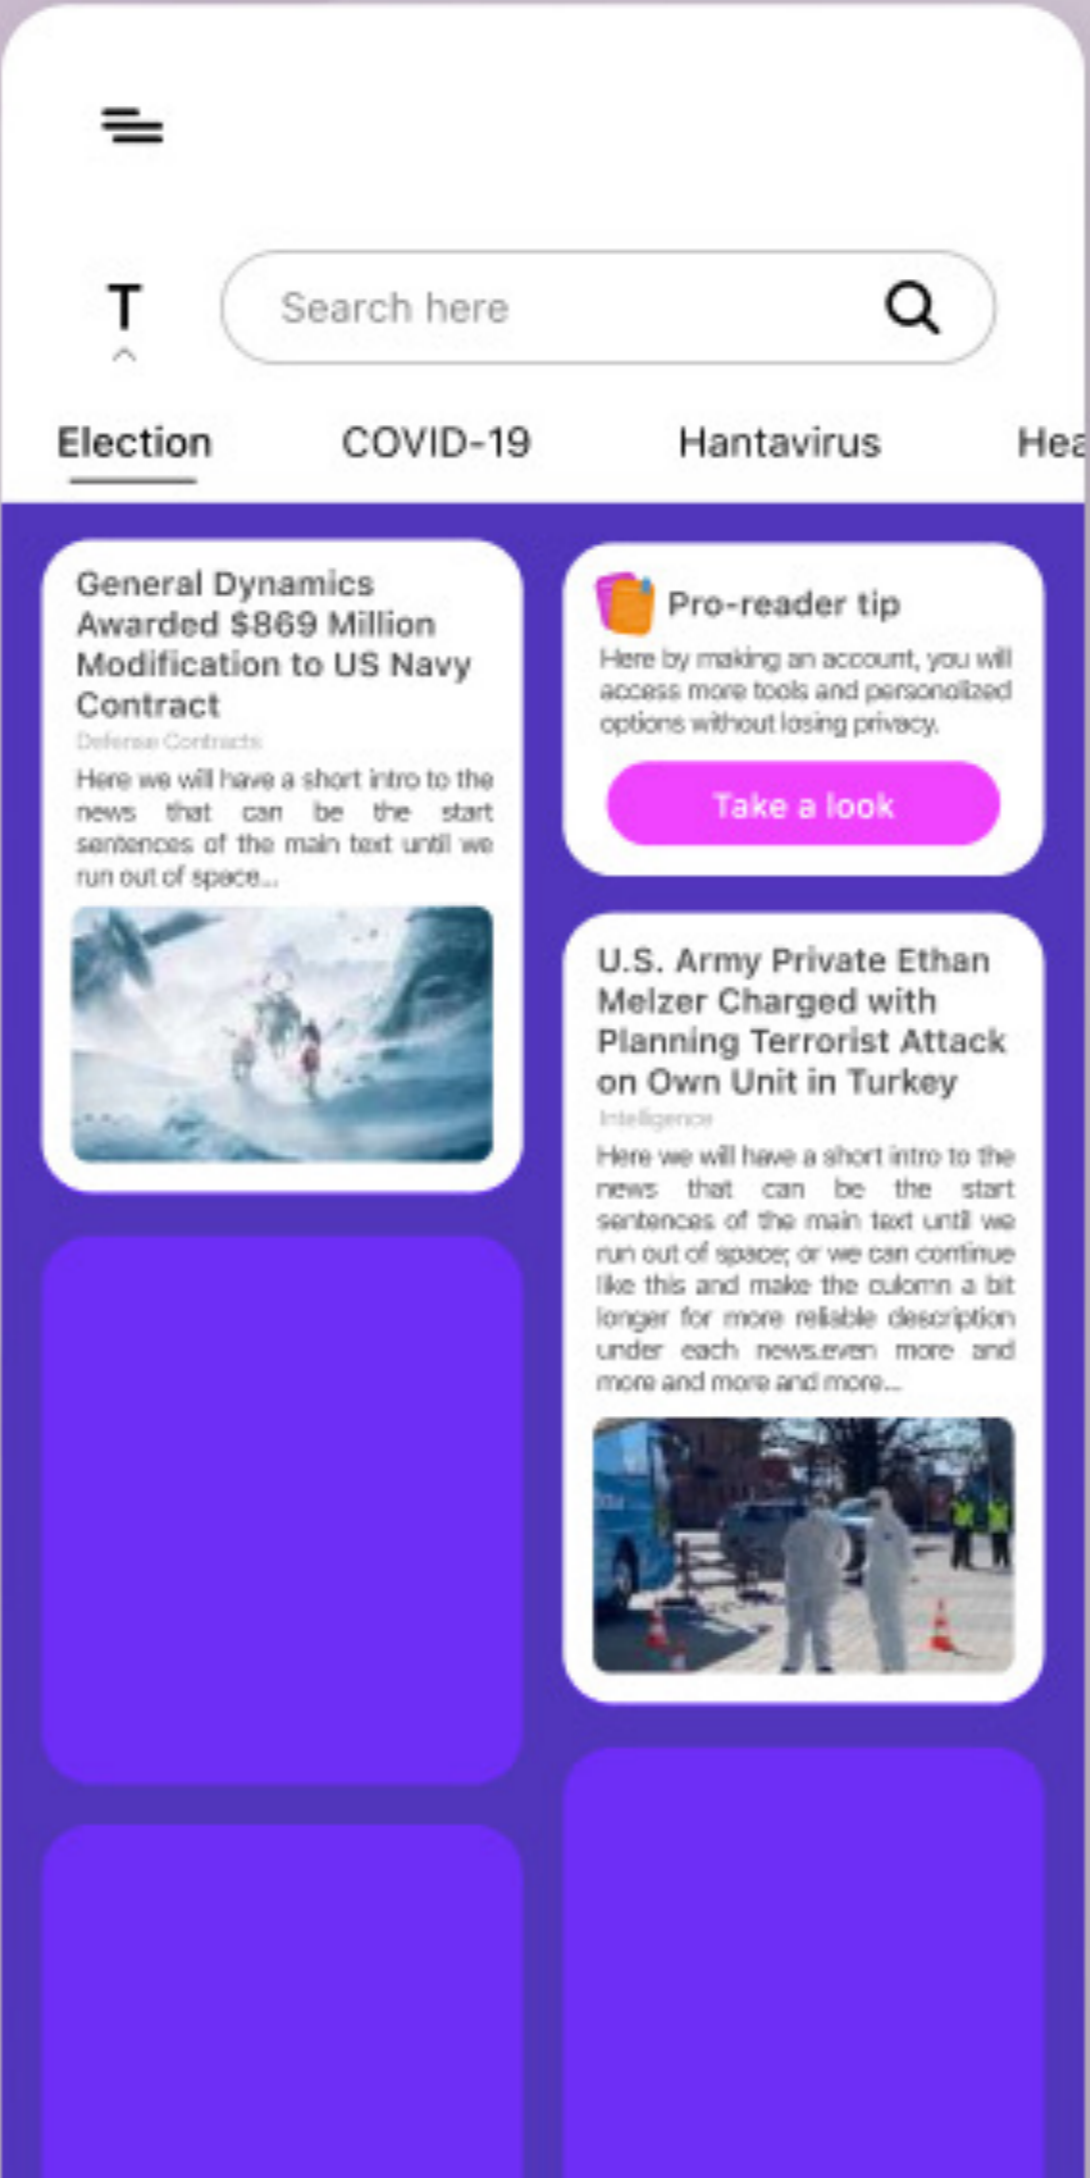 T
Search here
Election COVID-19 Hantavirus Hea
General Dynamics
Awarded $869 Million
Modification to US Navy
Contract
Defense Contracts
Here we will have a short intro to the
news that can be the start
sentences of the main text until we
run out of space...
Pro-reader tip
Here by making an account, you will
access more tools and personalized
options without losing privacy.
Take a look
U.S. Army Private Ethan
Melzer Charged with
Planning Terrorist Attack
on Own Unit in Turkey
Intelligence
Here we will have a short intro to the
news that can be the start
sentences of the main text until we
run out of space; or we can continue
like this and make the culomn a bit
longer for more reliable description
under each news.even more and
more and more and more...